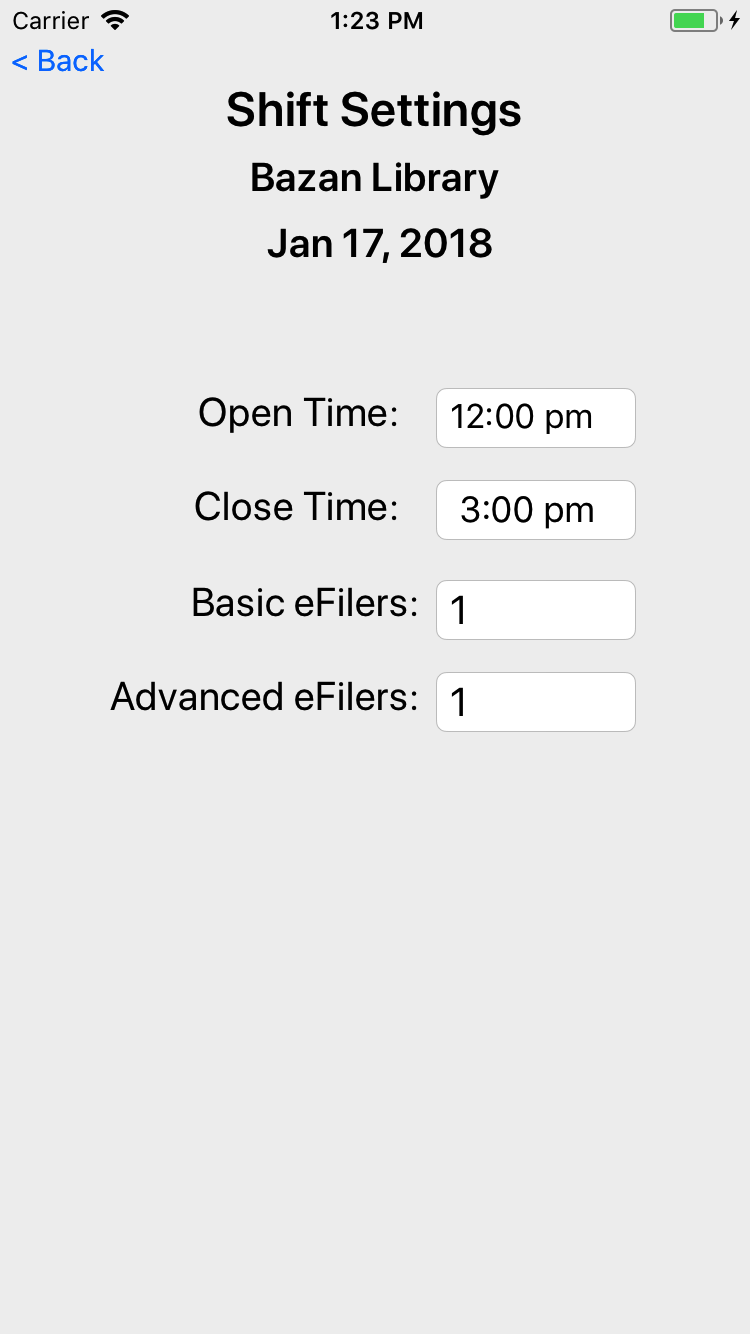 Carrier 1:23 PM
< Back
Shift Settings
Bazan Library
Jan 17, 2018
Open Time: 12:00 pm
Close Time: 3:00 pm
Basic eFilers: 1
Advanced eFilers: 1